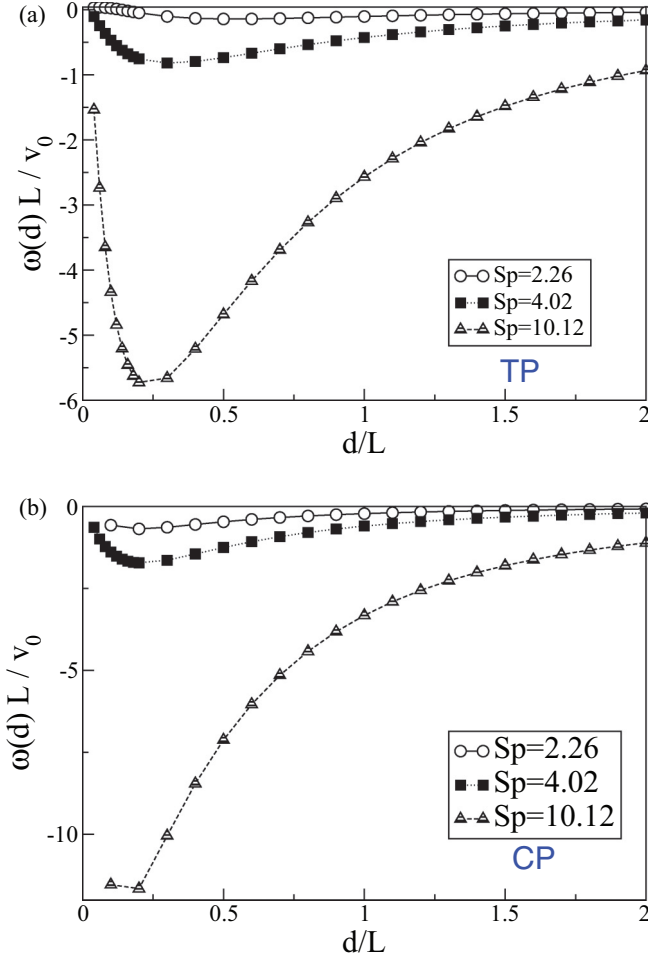 (a)
0
-1
-2
-3
-4
-5
-6
ω(d) L / v₀
Sp=2.26
Sp=4.02
Sp=10.12
TP
0
0.5
1
1.5
2
d/L
(b)
0
-5
-10
ω(d) L / v₀
Sp=2.26
Sp=4.02
Sp=10.12
CP
0
0.5
1
1.5
2
d/L